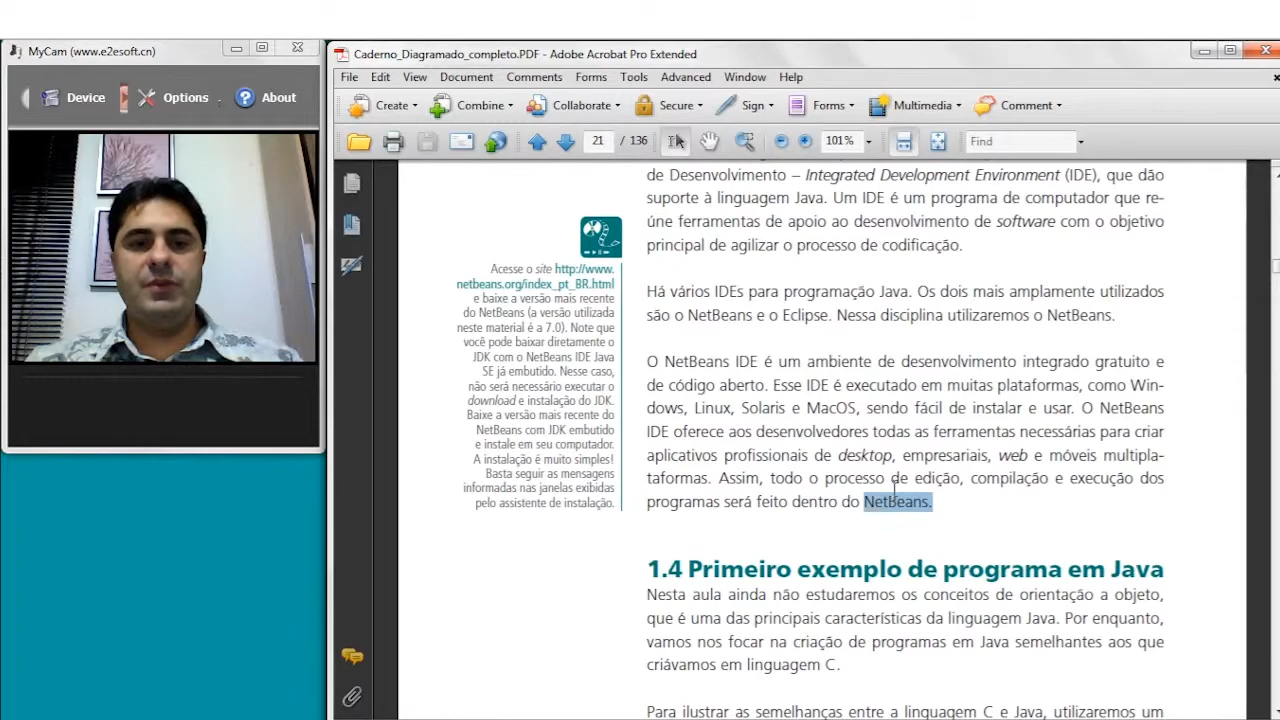 MyCam (www.e2esoft.cn)
Device
Options
About
Caderno_Diagramado_completo.PDF - Adobe Acrobat Pro Extended
File Edit View Document Comments Forms Tools Advanced Window Help
Create Combine Collaborate Secure Sign Forms Multimedia Comment
21 / 136 101% Find
de Desenvolvimento – Integrated Development Environment (IDE), que dão
suporte à linguagem Java. Um IDE é um programa de computador que re-
úne ferramentas de apoio ao desenvolvimento de software com o objetivo
principal de agilizar o processo de codificação.
Acesse o site http://www.
netbeans.org/index_pt_BR.html
e baixe a versão mais recente
do NetBeans (a versão utilizada
neste material é a 7.0). Note que
você pode baixar diretamente o
JDK com o NetBeans IDE Java
SE já embutido. Nesse caso,
não será necessário executar o
download e instalação do JDK.
Baixe a versão mais recente do
NetBeans com JDK embutido
e instale em seu computador.
A instalação é muito simples!
Basta seguir as mensagens
informadas nas janelas exibidas
pelo assistente de instalação.
Há vários IDEs para programação Java. Os dois mais amplamente utilizados
são o NetBeans e o Eclipse. Nessa disciplina utilizaremos o NetBeans.
O NetBeans IDE é um ambiente de desenvolvimento integrado gratuito e
de código aberto. Esse IDE é executado em muitas plataformas, como Win-
dows, Linux, Solaris e MacOS, sendo fácil de instalar e usar. O NetBeans
IDE oferece aos desenvolvedores todas as ferramentas necessárias para criar
aplicativos profissionais de desktop, empresariais, web e móveis multipla-
taformas. Assim, todo o processo de edição, compilação e execução dos
programas será feito dentro do NetBeans.
1.4 Primeiro exemplo de programa em Java
Nesta aula ainda não estudaremos os conceitos de orientação a objeto,
que é uma das principais características da linguagem Java. Por enquanto,
vamos nos focar na criação de programas em Java semelhantes aos que
criávamos em linguagem C.
Para ilustrar as semelhanças entre a linguagem C e Java, utilizaremos um